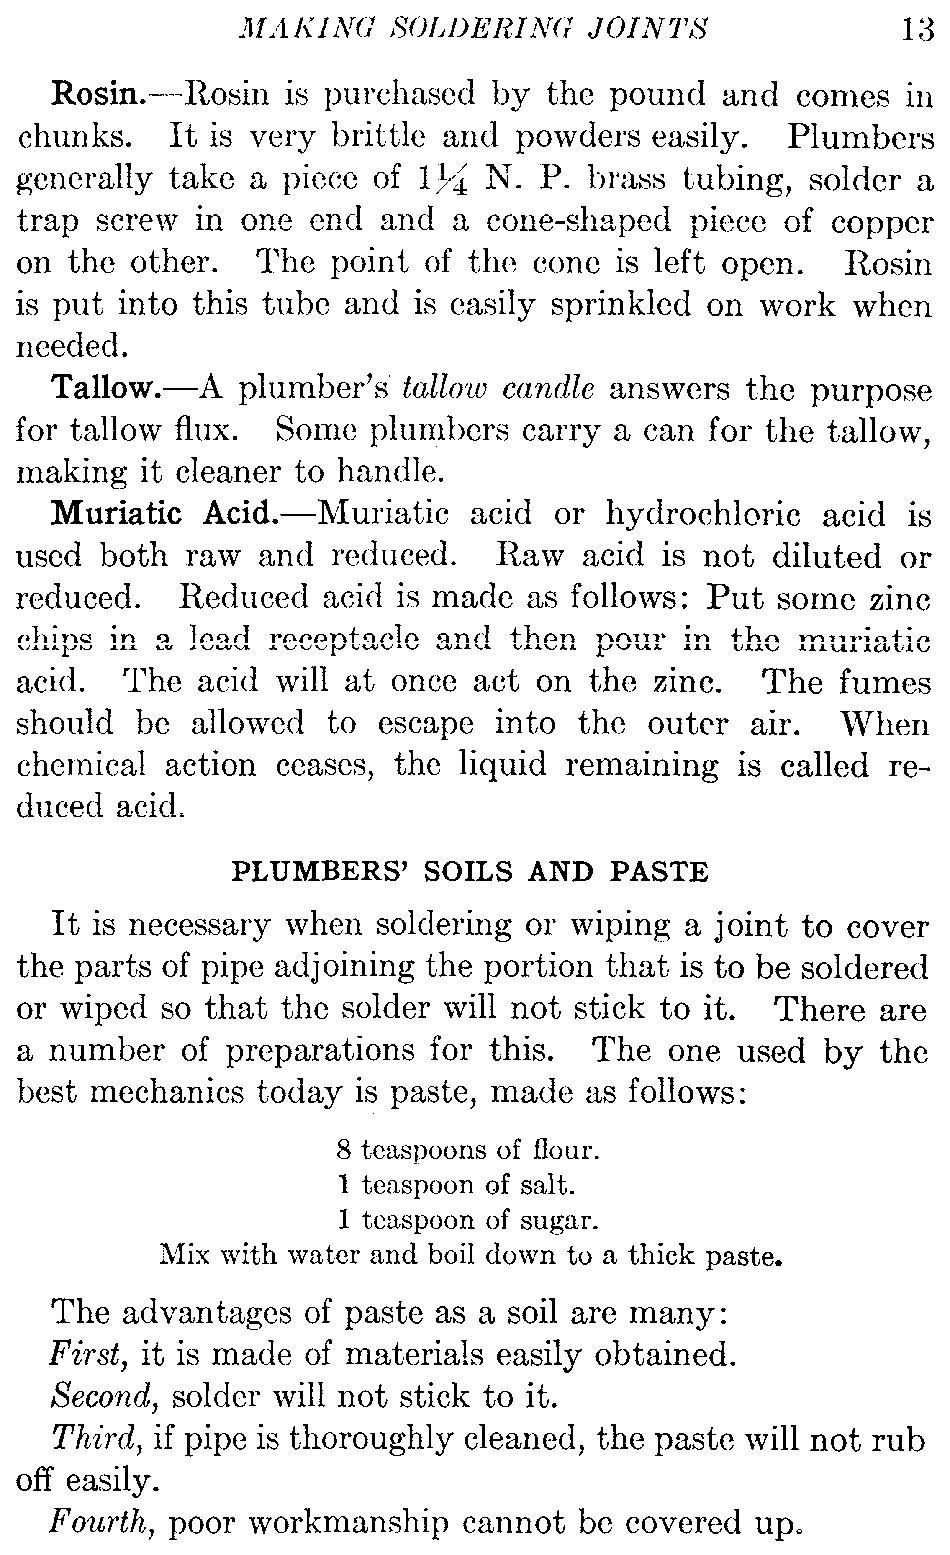 MAKING SOLDERING JOINTS 13
Rosin.—Rosin is purchased by the pound and comes in
chunks. It is very brittle and powders easily. Plumbers
generally take a piece of 1¼ N. P. brass tubing, solder a
trap screw in one end and a cone-shaped piece of copper
on the other. The point of the cone is left open. Rosin
is put into this tube and is easily sprinkled on work when
needed.
Tallow.—A plumber's tallow candle answers the purpose
for tallow flux. Some plumbers carry a can for the tallow,
making it cleaner to handle.
Muriatic Acid.—Muriatic acid or hydrochloric acid is
used both raw and reduced. Raw acid is not diluted or
reduced. Reduced acid is made as follows: Put some zinc
chips in a lead receptacle and then pour in the muriatic
acid. The acid will at once act on the zinc. The fumes
should be allowed to escape into the outer air. When
chemical action ceases, the liquid remaining is called re-
duced acid.
PLUMBERS' SOILS AND PASTE
It is necessary when soldering or wiping a joint to cover
the parts of pipe adjoining the portion that is to be soldered
or wiped so that the solder will not stick to it. There are
a number of preparations for this. The one used by the
best mechanics today is paste, made as follows:
8 teaspoons of flour.
1 teaspoon of salt.
1 teaspoon of sugar.
Mix with water and boil down to a thick paste.
The advantages of paste as a soil are many:
First, it is made of materials easily obtained.
Second, solder will not stick to it.
Third, if pipe is thoroughly cleaned, the paste will not rub
off easily.
Fourth, poor workmanship cannot be covered up.